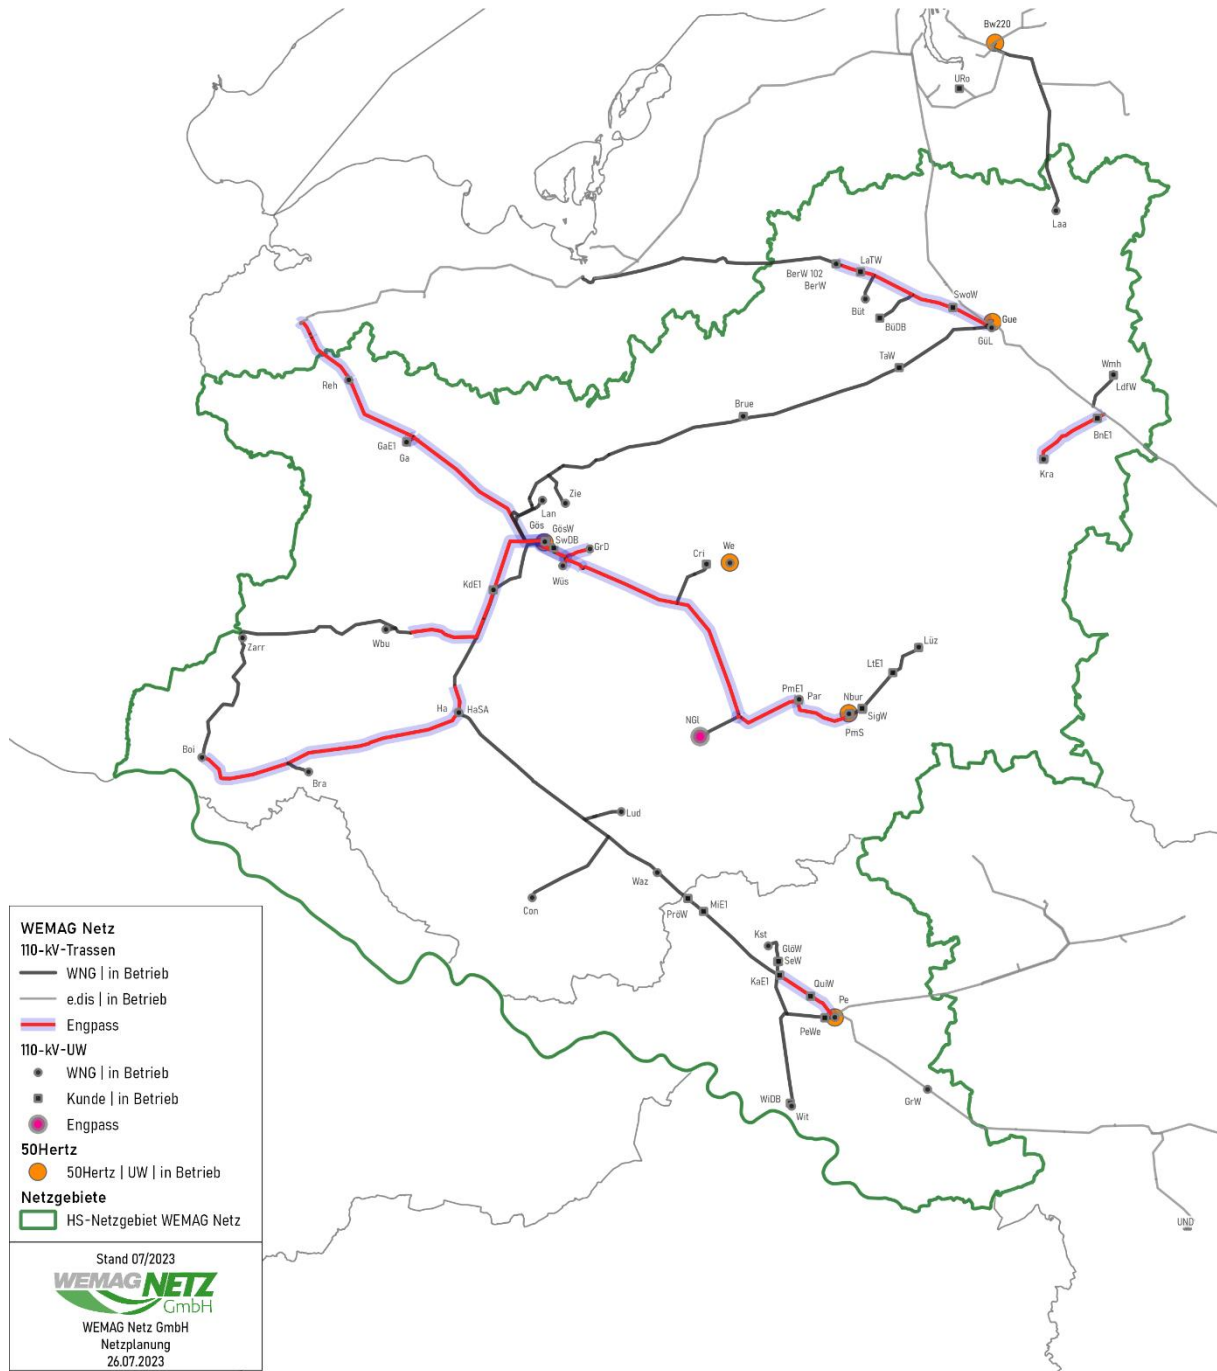 Bw220
URo
Laa
LaTW
BerW 102
BerW
SwoW
Büt
BüDB
Gue
GüL
TaW
Wmh
LdfW
Reh
Brue
BnE1
GaE1
Ga
Kra
Zie
Lan
Gös
GösW
SwDB
GrD
Cri
We
Wüs
KdE1
Wbu
Zarr
Lüz
LtE1
PmE1
Par
Nbur
Ha
HaSA
SigW
NGl
PmS
Boi
Bra
Lud
Waz
Con
PröW
MiE1
Kst
GlöW
SeW
KaE1
QuiW
Pe
PeWe
GrW
WiDB
Wit
UND
WEMAG Netz
110-kV-Trassen
WNG | in Betrieb
e.dis | in Betrieb
Engpass
110-kV-UW
WNG | in Betrieb
Kunde | in Betrieb
Engpass
50Hertz
50Hertz | UW | in Betrieb
Netzgebiete
HS-Netzgebiet WEMAG Netz
Stand 07/2023
WEMAG NETZ
GmbH
WEMAG Netz GmbH
Netzplanung
26.07.2023